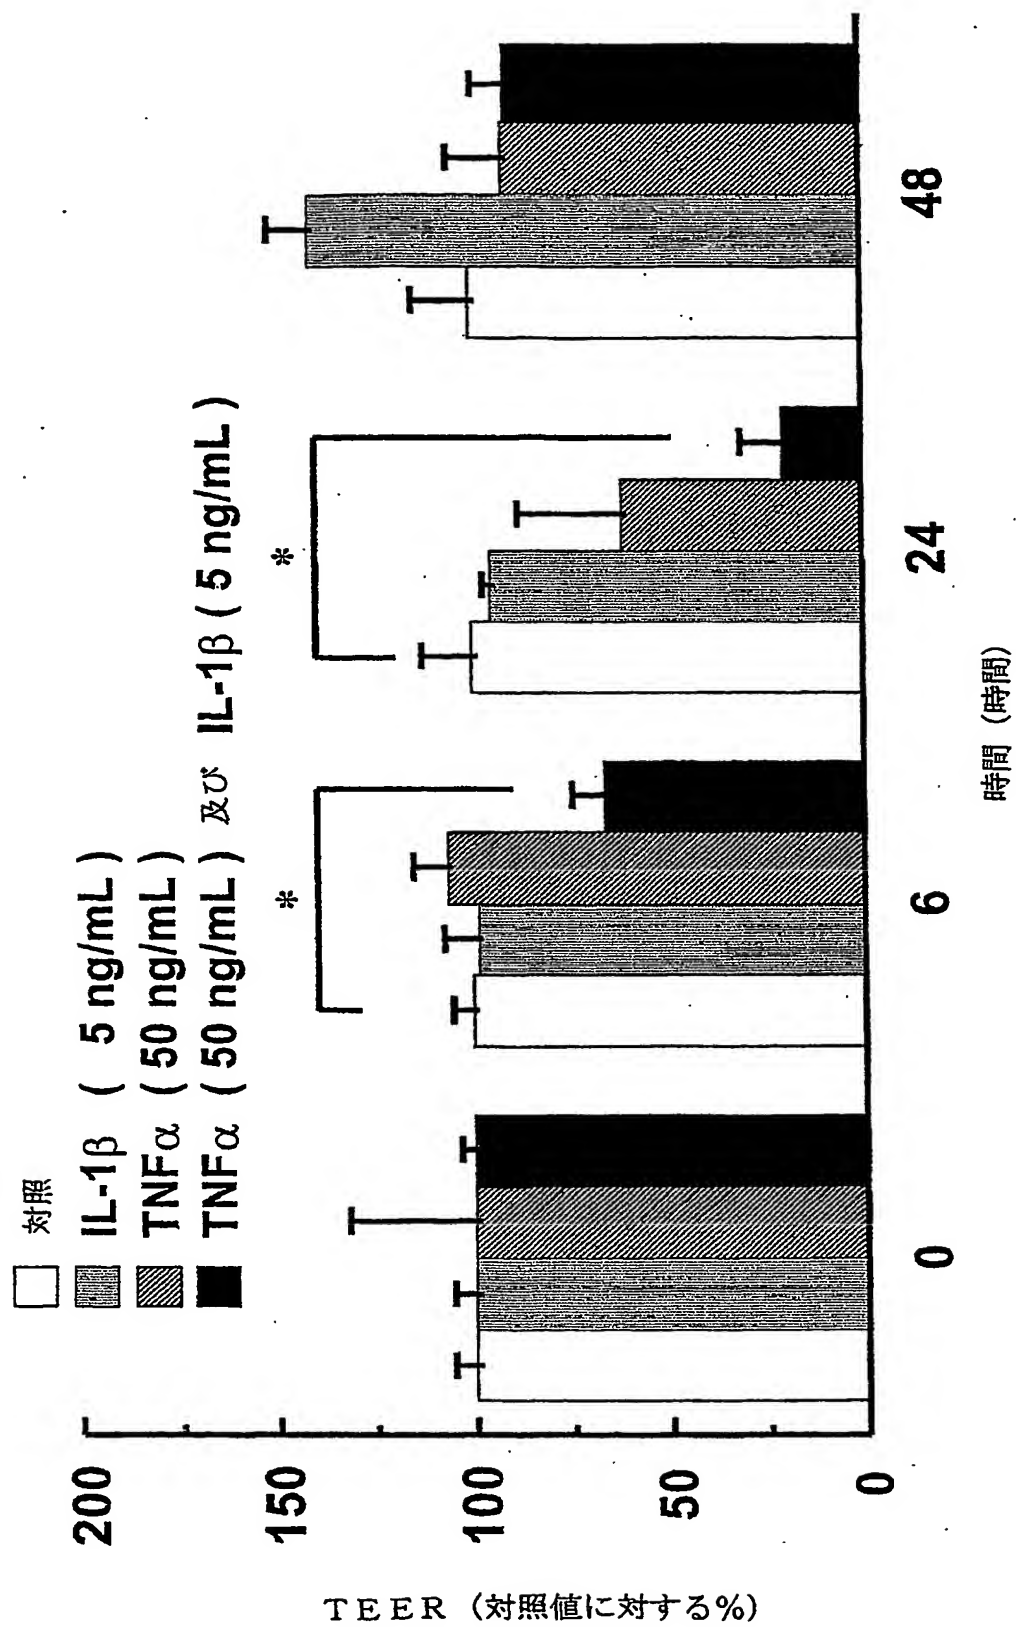 対照
IL-1β ( 5 ng/mL )
TNFα ( 50 ng/mL )
TNFα ( 50 ng/mL ) 及び IL-1β ( 5 ng/mL )
TEER (対照値に対する%)
200
150
100
50
0
*
*
0
6
24
48
時間 (時間)